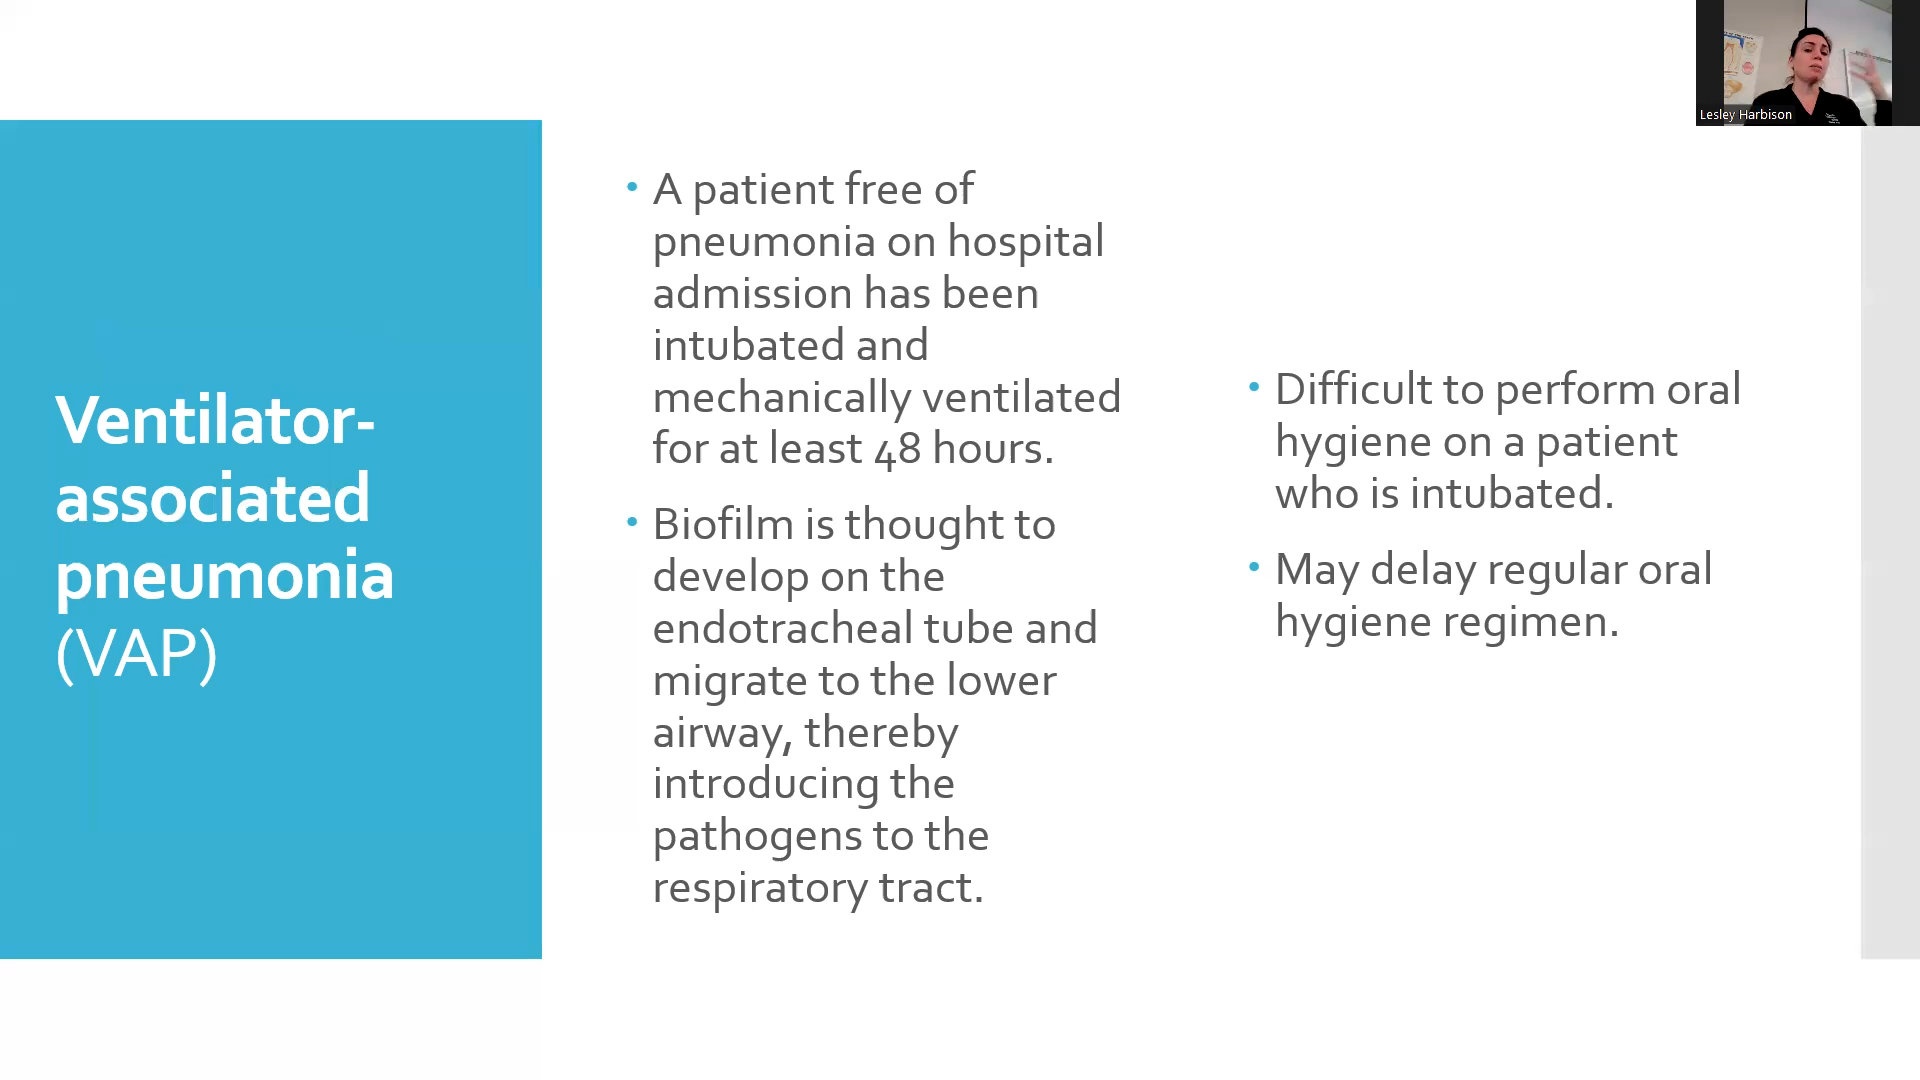 Ventilator-
associated
pneumonia
(VAP)
• A patient free of
pneumonia on hospital
admission has been
intubated and
mechanically ventilated
for at least 48 hours.
• Biofilm is thought to
develop on the
endotracheal tube and
migrate to the lower
airway, thereby
introducing the
pathogens to the
respiratory tract.
• Difficult to perform oral
hygiene on a patient
who is intubated.
• May delay regular oral
hygiene regimen.
Lesley Harbison